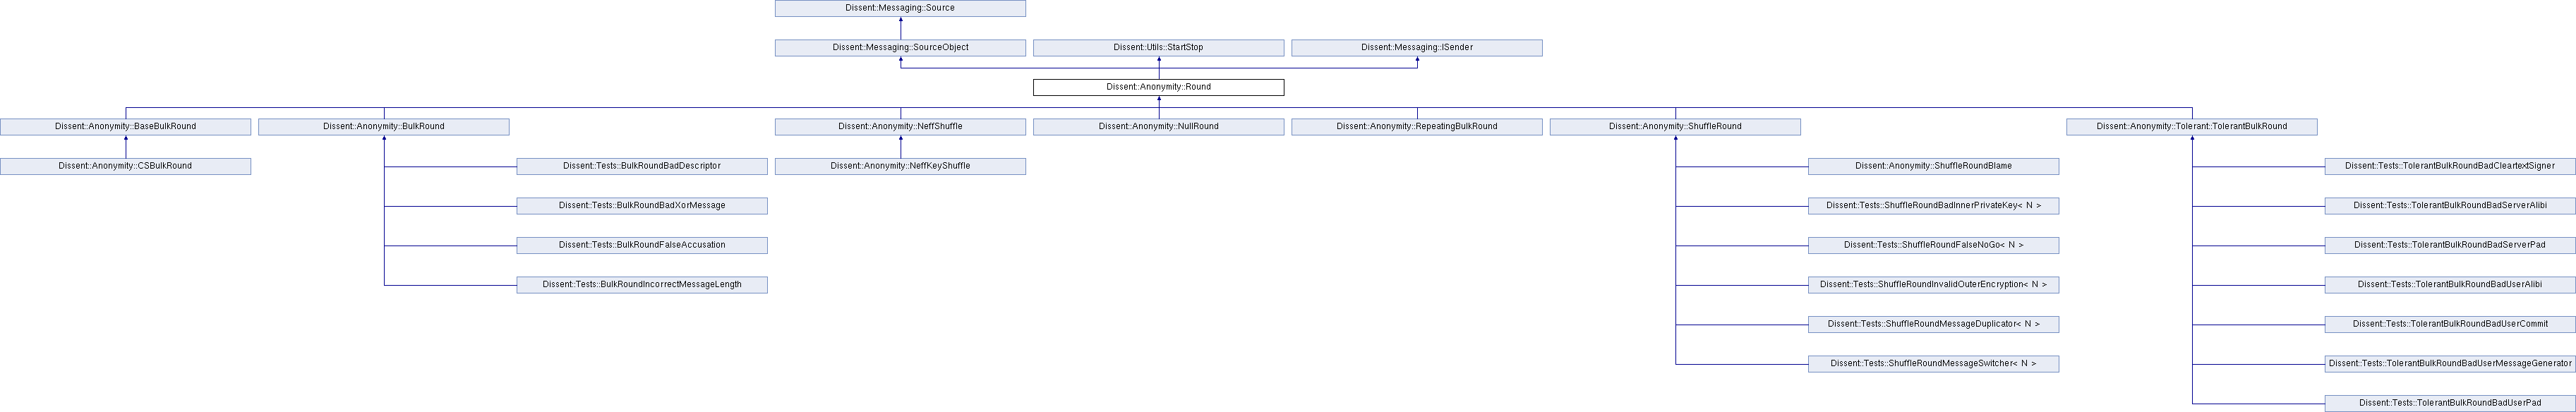 Dissent::Messaging::Source
Dissent::Messaging::SourceObject
Dissent::Utils::StartStop
Dissent::Messaging::ISender
Dissent::Anonymity::Round
Dissent::Anonymity::BaseBulkRound
Dissent::Anonymity::BulkRound
Dissent::Anonymity::NeffShuffle
Dissent::Anonymity::NullRound
Dissent::Anonymity::RepeatingBulkRound
Dissent::Anonymity::ShuffleRound
Dissent::Anonymity::Tolerant::TolerantBulkRound
Dissent::Anonymity::CSBulkRound
Dissent::Tests::BulkRoundBadDescriptor
Dissent::Anonymity::NeffKeyShuffle
Dissent::Anonymity::ShuffleRoundBlame
Dissent::Tests::TolerantBulkRoundBadCleartextSigner
Dissent::Tests::BulkRoundBadXorMessage
Dissent::Tests::ShuffleRoundBadInnerPrivateKey< N >
Dissent::Tests::TolerantBulkRoundBadServerAlibi
Dissent::Tests::BulkRoundFalseAccusation
Dissent::Tests::ShuffleRoundFalseNoGo< N >
Dissent::Tests::TolerantBulkRoundBadServerPad
Dissent::Tests::BulkRoundIncorrectMessageLength
Dissent::Tests::ShuffleRoundInvalidOuterEncryption< N >
Dissent::Tests::TolerantBulkRoundBadUserAlibi
Dissent::Tests::ShuffleRoundMessageDuplicator< N >
Dissent::Tests::TolerantBulkRoundBadUserCommit
Dissent::Tests::ShuffleRoundMessageSwitcher< N >
Dissent::Tests::TolerantBulkRoundBadUserMessageGenerator
Dissent::Tests::TolerantBulkRoundBadUserPad